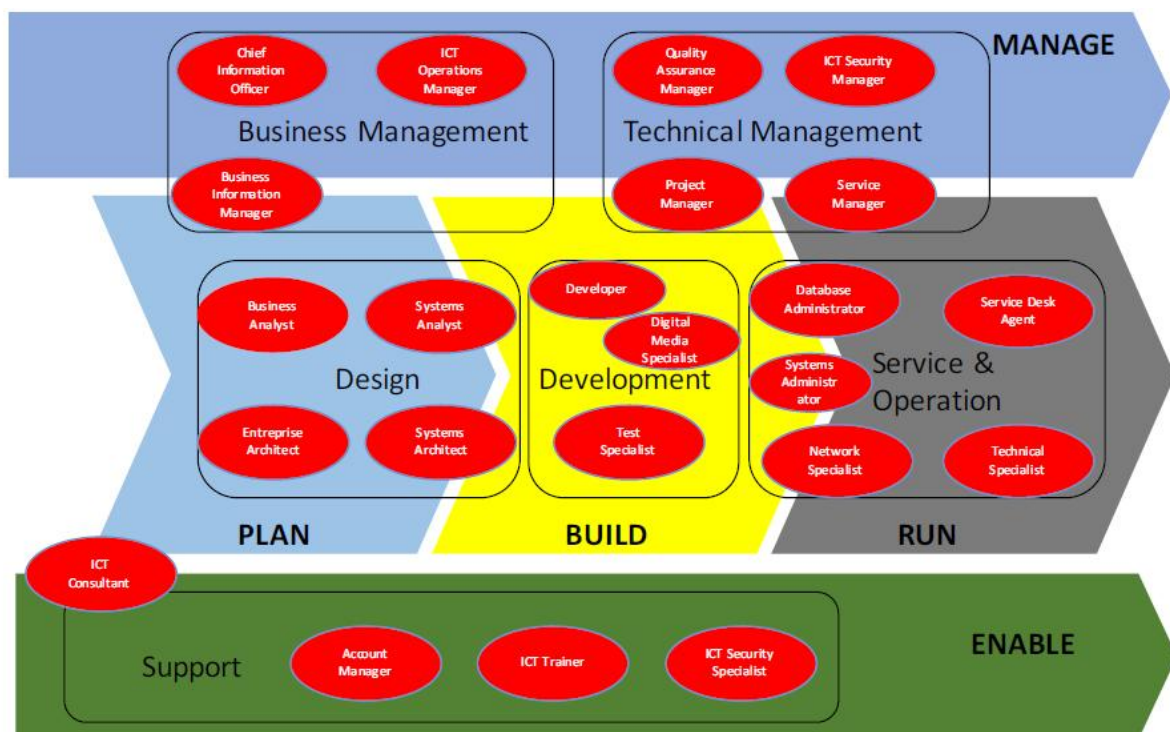 MANAGE
Chief
Information
Officer
ICT
Operations
Manager
Business Management
Business
Information
Manager
Quality
Assurance
Manager
ICT Security
Manager
Technical Management
Project
Manager
Service
Manager
Business
Analyst
Systems
Analyst
Design
Entreprise
Architect
Systems
Architect
PLAN
Developer
Digital
Media
Specialist
Development
Test
Specialist
BUILD
Database
Administrator
Service Desk
Agent
Systems
Administr
ator
Service &
Operation
Network
Specialist
Technical
Specialist
RUN
ICT
Consultant
Support
Account
Manager
ICT Trainer
ICT Security
Specialist
ENABLE